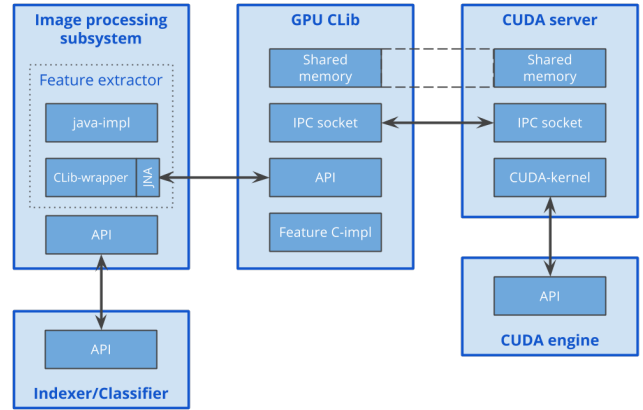 Image processing
subsystem
Feature extractor
java-impl
CLib-wrapper
JNA
API
API
Indexer/Classifier
GPU CLib
Shared
memory
IPC socket
API
Feature C-impl
CUDA server
Shared
memory
IPC socket
CUDA-kernel
API
CUDA engine